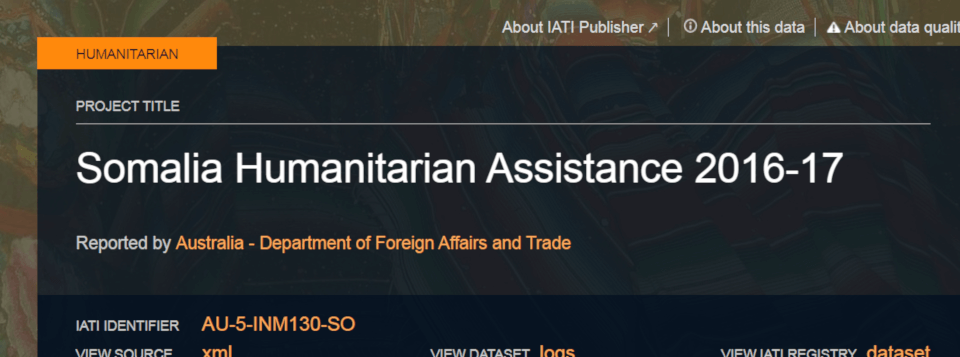 About IATI Publisher ↗ | ⓘ About this data | ⚠ About data qualit
HUMANITARIAN
PROJECT TITLE
Somalia Humanitarian Assistance 2016-17
Reported by Australia - Department of Foreign Affairs and Trade
IATI IDENTIFIER AU-5-INM130-SO
VIEW SOURCE xml VIEW DATASET logs VIEW IATI REGISTRY dataset